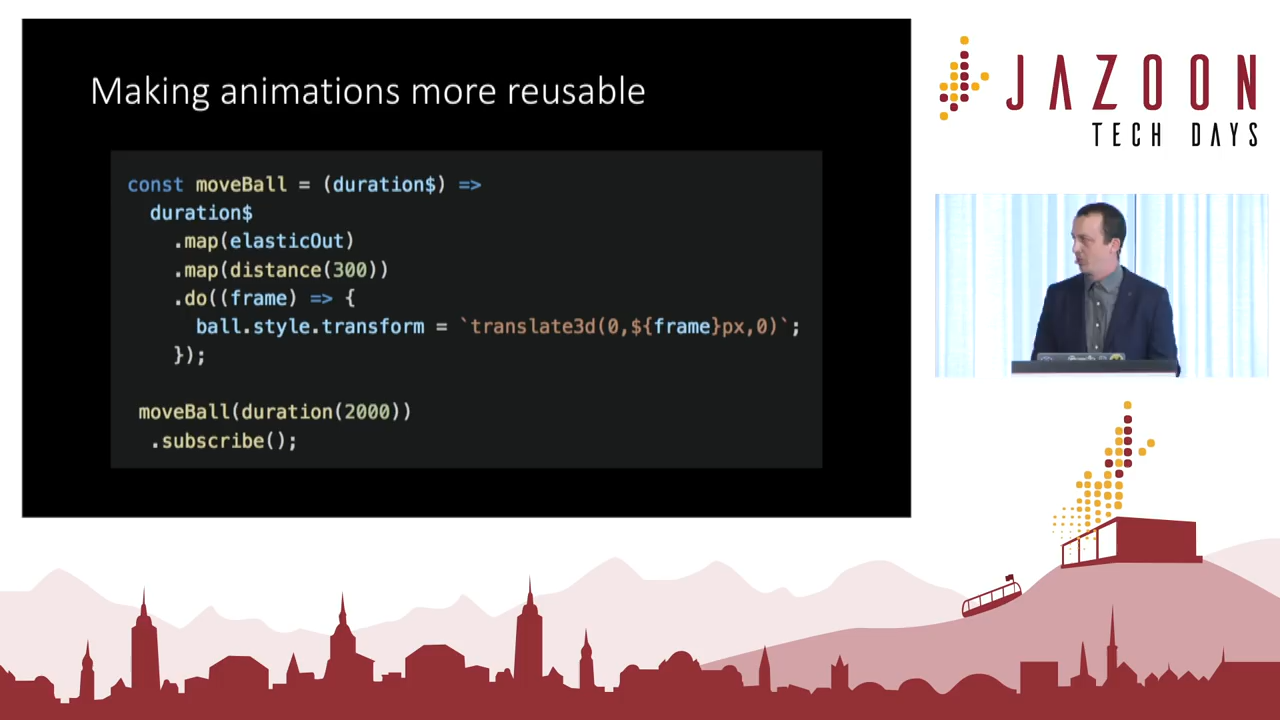 Making animations more reusable
const moveBall = (duration$) =>
duration$
.map(elasticOut)
.map(distance(300))
.do((frame) => {
ball.style.transform = `translate3d(0,${frame}px,0)`;
});
moveBall(duration(2000))
.subscribe();
JAZOON
TECH DAYS